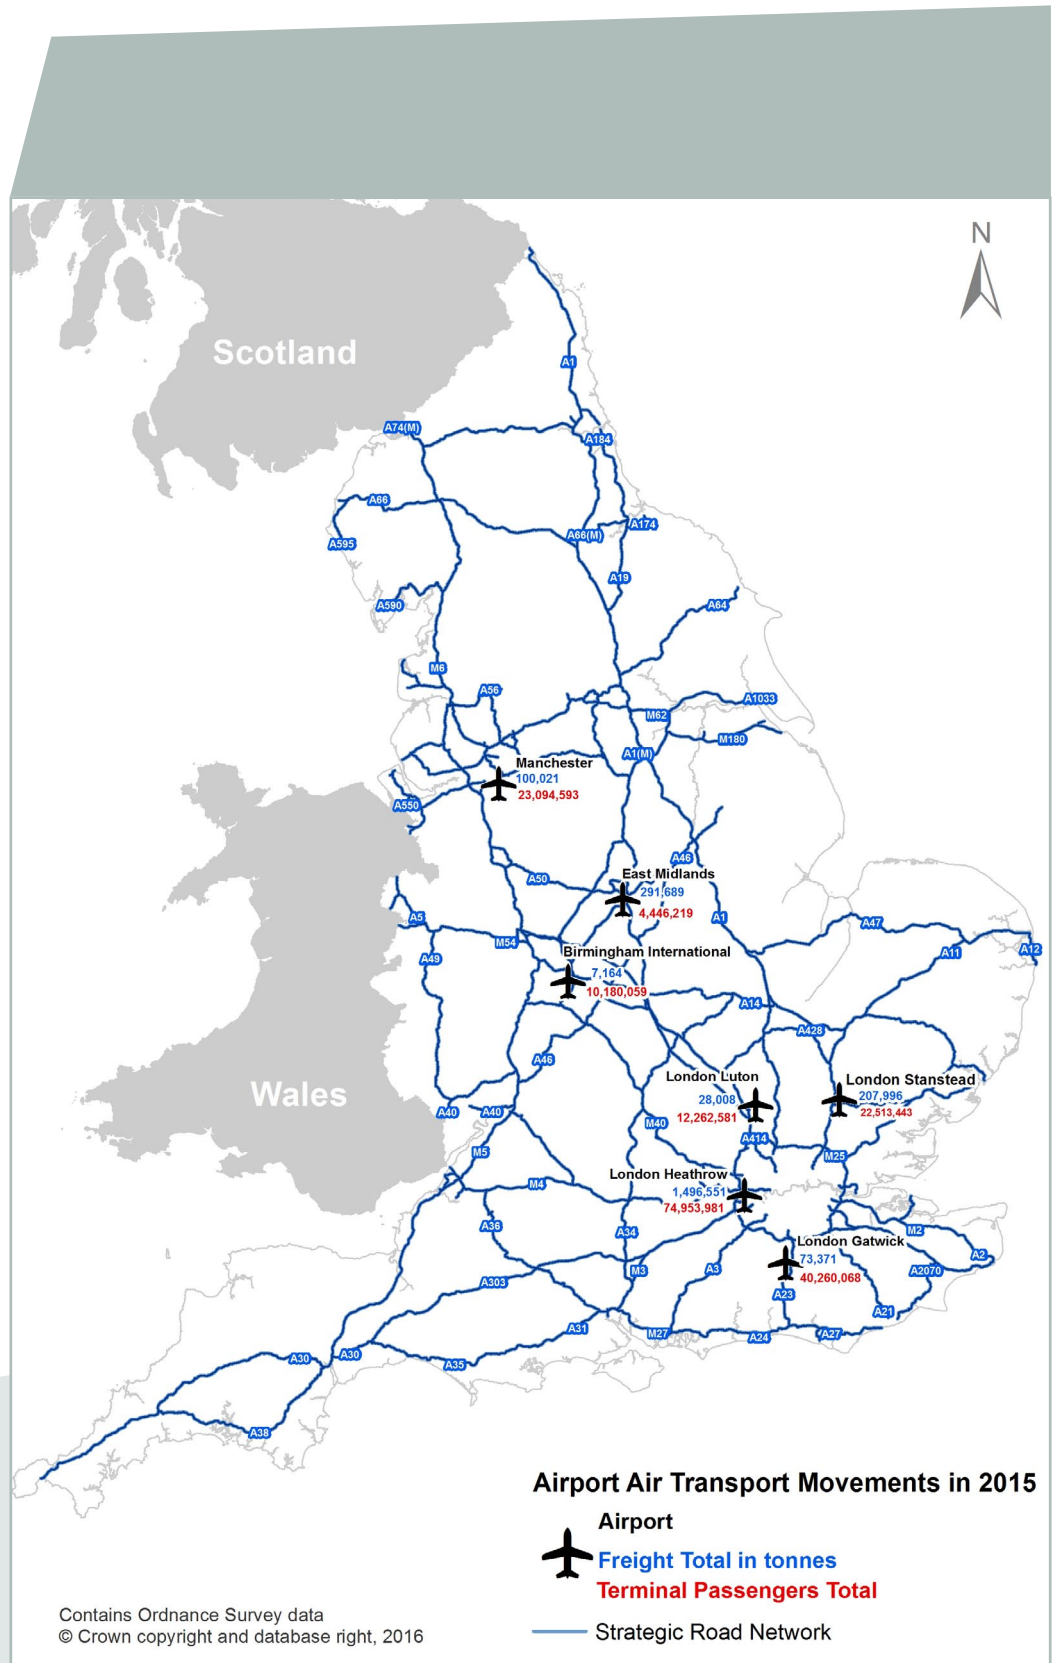 N
Scotland
A1
A74(M)
A184
A66
A174
A66(M)
A595
A19
A590
A64
M6
A56
A1033
M62
M180
A1(M)
Manchester
100,021
23,094,593
A550
A46
East Midlands
A50
291,689
4,446,219
A5
A1
A47
M54
A12
Birmingham International
A11
A49
7,164
10,180,059
A14
A428
A46
London Luton
London Stanstead
Wales
28,008
207,996
A40
A40
12,262,581
22,513,443
M40
A414
M5
M25
London Heathrow
M4
1,496,551
74,953,981
A36
A34
M2
London Gatwick
A2
73,371
M3
A3
A2070
40,260,068
A303
A23
A21
A31
M27
A24
A27
A30
A30
A35
A38
Airport Air Transport Movements in 2015
Airport
Freight Total in tonnes
Terminal Passengers Total
Strategic Road Network
Contains Ordnance Survey data
© Crown copyright and database right, 2016